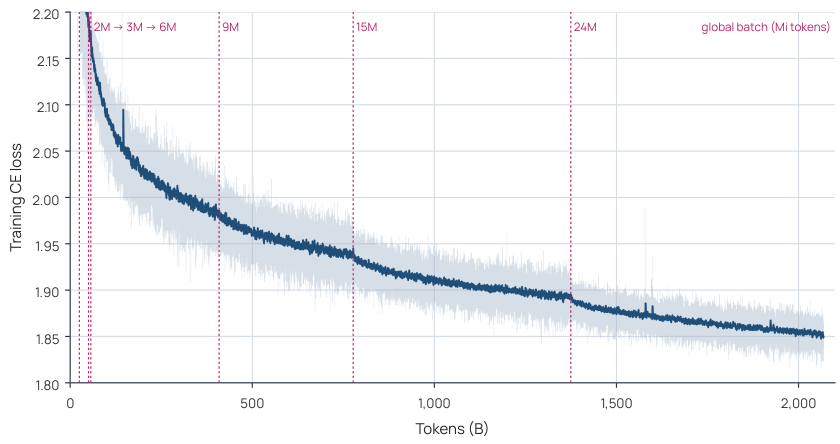 2.20
2M → 3M → 6M
9M
15M
24M
global batch (Mi tokens)
2.15
2.10
2.05
2.00
1.95
1.90
1.85
1.80
Training CE loss
0
500
1,000
1,500
2,000
Tokens (B)